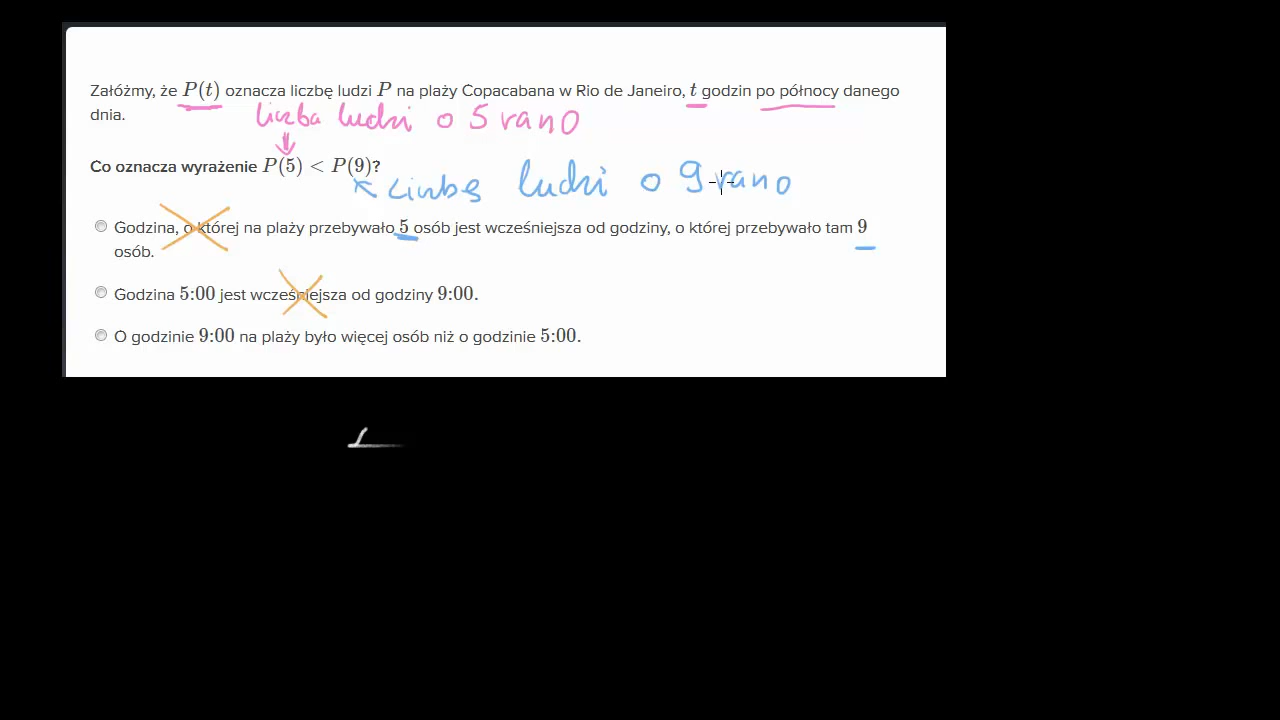 Załóżmy, że P(t) oznacza liczbę ludzi P na plaży Copacabana w Rio de Janeiro, t godzin po północy danego
dnia.
liczba ludzi o 5 rano
Co oznacza wyrażenie P(5) < P(9)?
ludzi o 9 rano
Godzina, o której na plaży przebywało 5 osób jest wcześniejsza od godziny, o której przebywało tam 9
osób.
Godzina 5:00 jest wcześniejsza od godziny 9:00.
O godzinie 9:00 na plaży było więcej osób niż o godzinie 5:00.